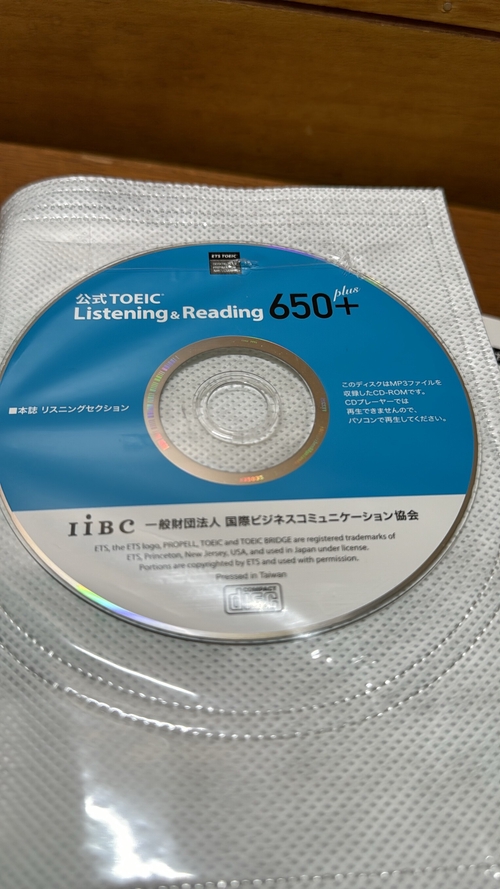 ETS TOEIC
公式 TOEIC®
Listening & Reading 650+
plus
■本誌 リスニングセクション
このディスクはMP3ファイルを
収録したCD-ROMです。
CDプレーヤーでは
再生できませんので、
パソコンで再生してください。
IiBC 一般財団法人 国際ビジネスコミュニケーション協会
ETS, the ETS logo, PROPELL, TOEIC and TOEIC BRIDGE are registered trademarks of
ETS, Princeton, New Jersey, USA, and used in Japan under license.
Portions are copyrighted by ETS and used with permission.
Pressed in Taiwan
COMPACT
disc